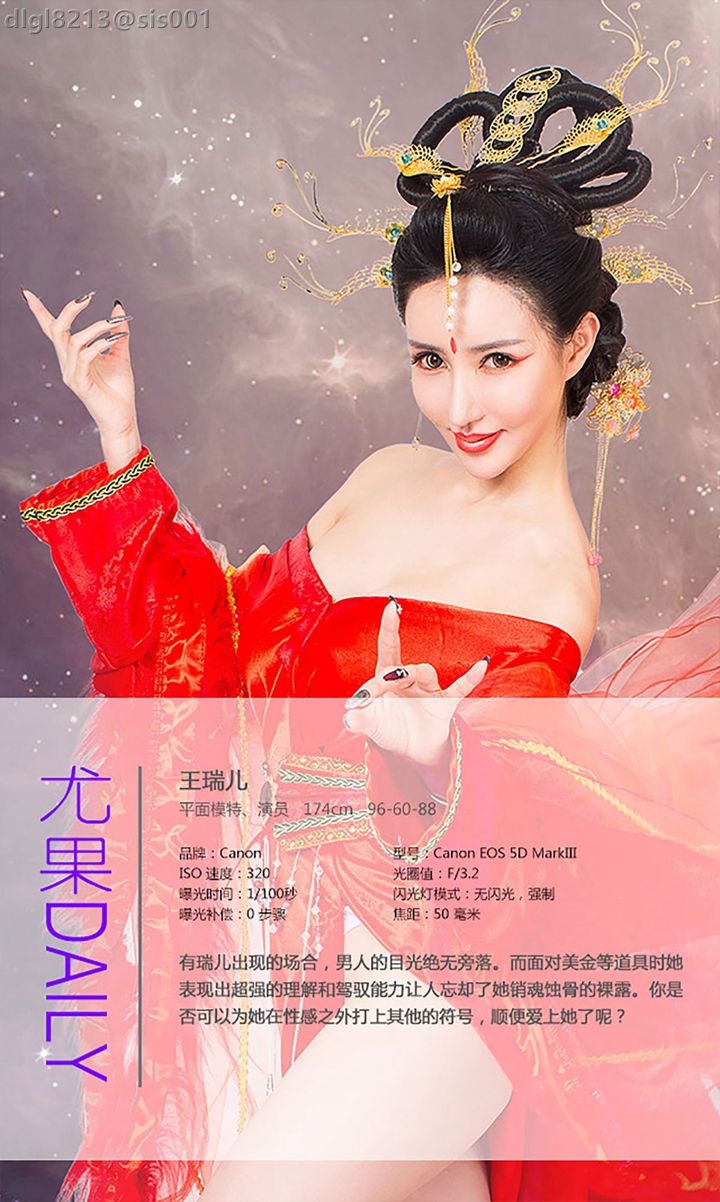 dlgl8213@sis001
尤果DAILY
王瑞儿
平面模特、演员 174cm 96-60-88
品牌：Canon 型号：Canon EOS 5D MarkIII
ISO 速度：320 光圈值：F/3.2
曝光时间：1/100秒 闪光灯模式：无闪光，强制
曝光补偿：0 步骤 焦距：50 毫米
有瑞儿出现的场合，男人的目光绝无旁落。而面对美金等道具时她
表现出超强的理解和驾驭能力让人忘却了她销魂蚀骨的裸露。你是
否可以为她在性感之外打上其他的符号，顺便爱上她了呢？